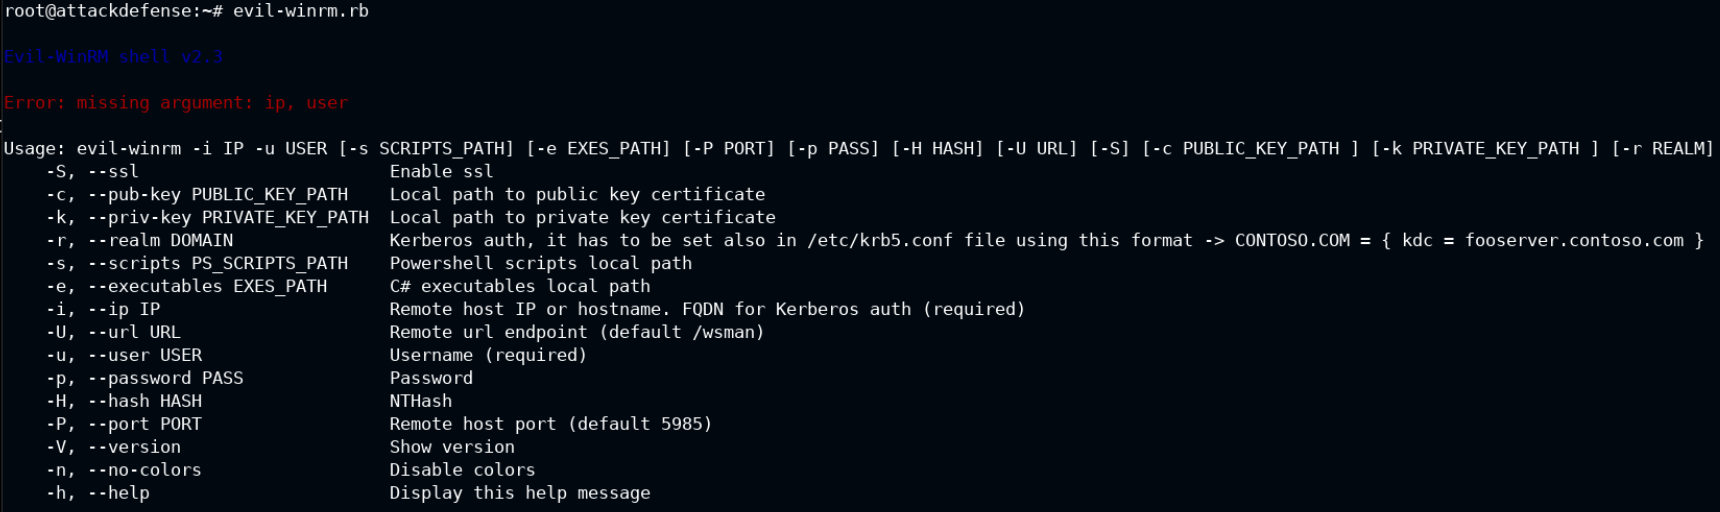 root@attackdefense:~# evil-winrm.rb
Evil-WinRM shell v2.3
Error: missing argument: ip, user
Usage: evil-winrm -i IP -u USER [-s SCRIPTS_PATH] [-e EXES_PATH] [-P PORT] [-p PASS] [-H HASH] [-U URL] [-S] [-c PUBLIC_KEY_PATH ] [-k PRIVATE_KEY_PATH ] [-r REALM]
    -S, --ssl                        Enable ssl
    -c, --pub-key PUBLIC_KEY_PATH    Local path to public key certificate
    -k, --priv-key PRIVATE_KEY_PATH  Local path to private key certificate
    -r, --realm DOMAIN               Kerberos auth, it has to be set also in /etc/krb5.conf file using this format -> CONTOSO.COM = { kdc = fooserver.contoso.com }
    -s, --scripts PS_SCRIPTS_PATH    Powershell scripts local path
    -e, --executables EXES_PATH      C# executables local path
    -i, --ip IP                      Remote host IP or hostname. FQDN for Kerberos auth (required)
    -U, --url URL                    Remote url endpoint (default /wsman)
    -u, --user USER                  Username (required)
    -p, --password PASS              Password
    -H, --hash HASH                  NTHash
    -P, --port PORT                  Remote host port (default 5985)
    -V, --version                    Show version
    -n, --no-colors                  Disable colors
    -h, --help                       Display this help message